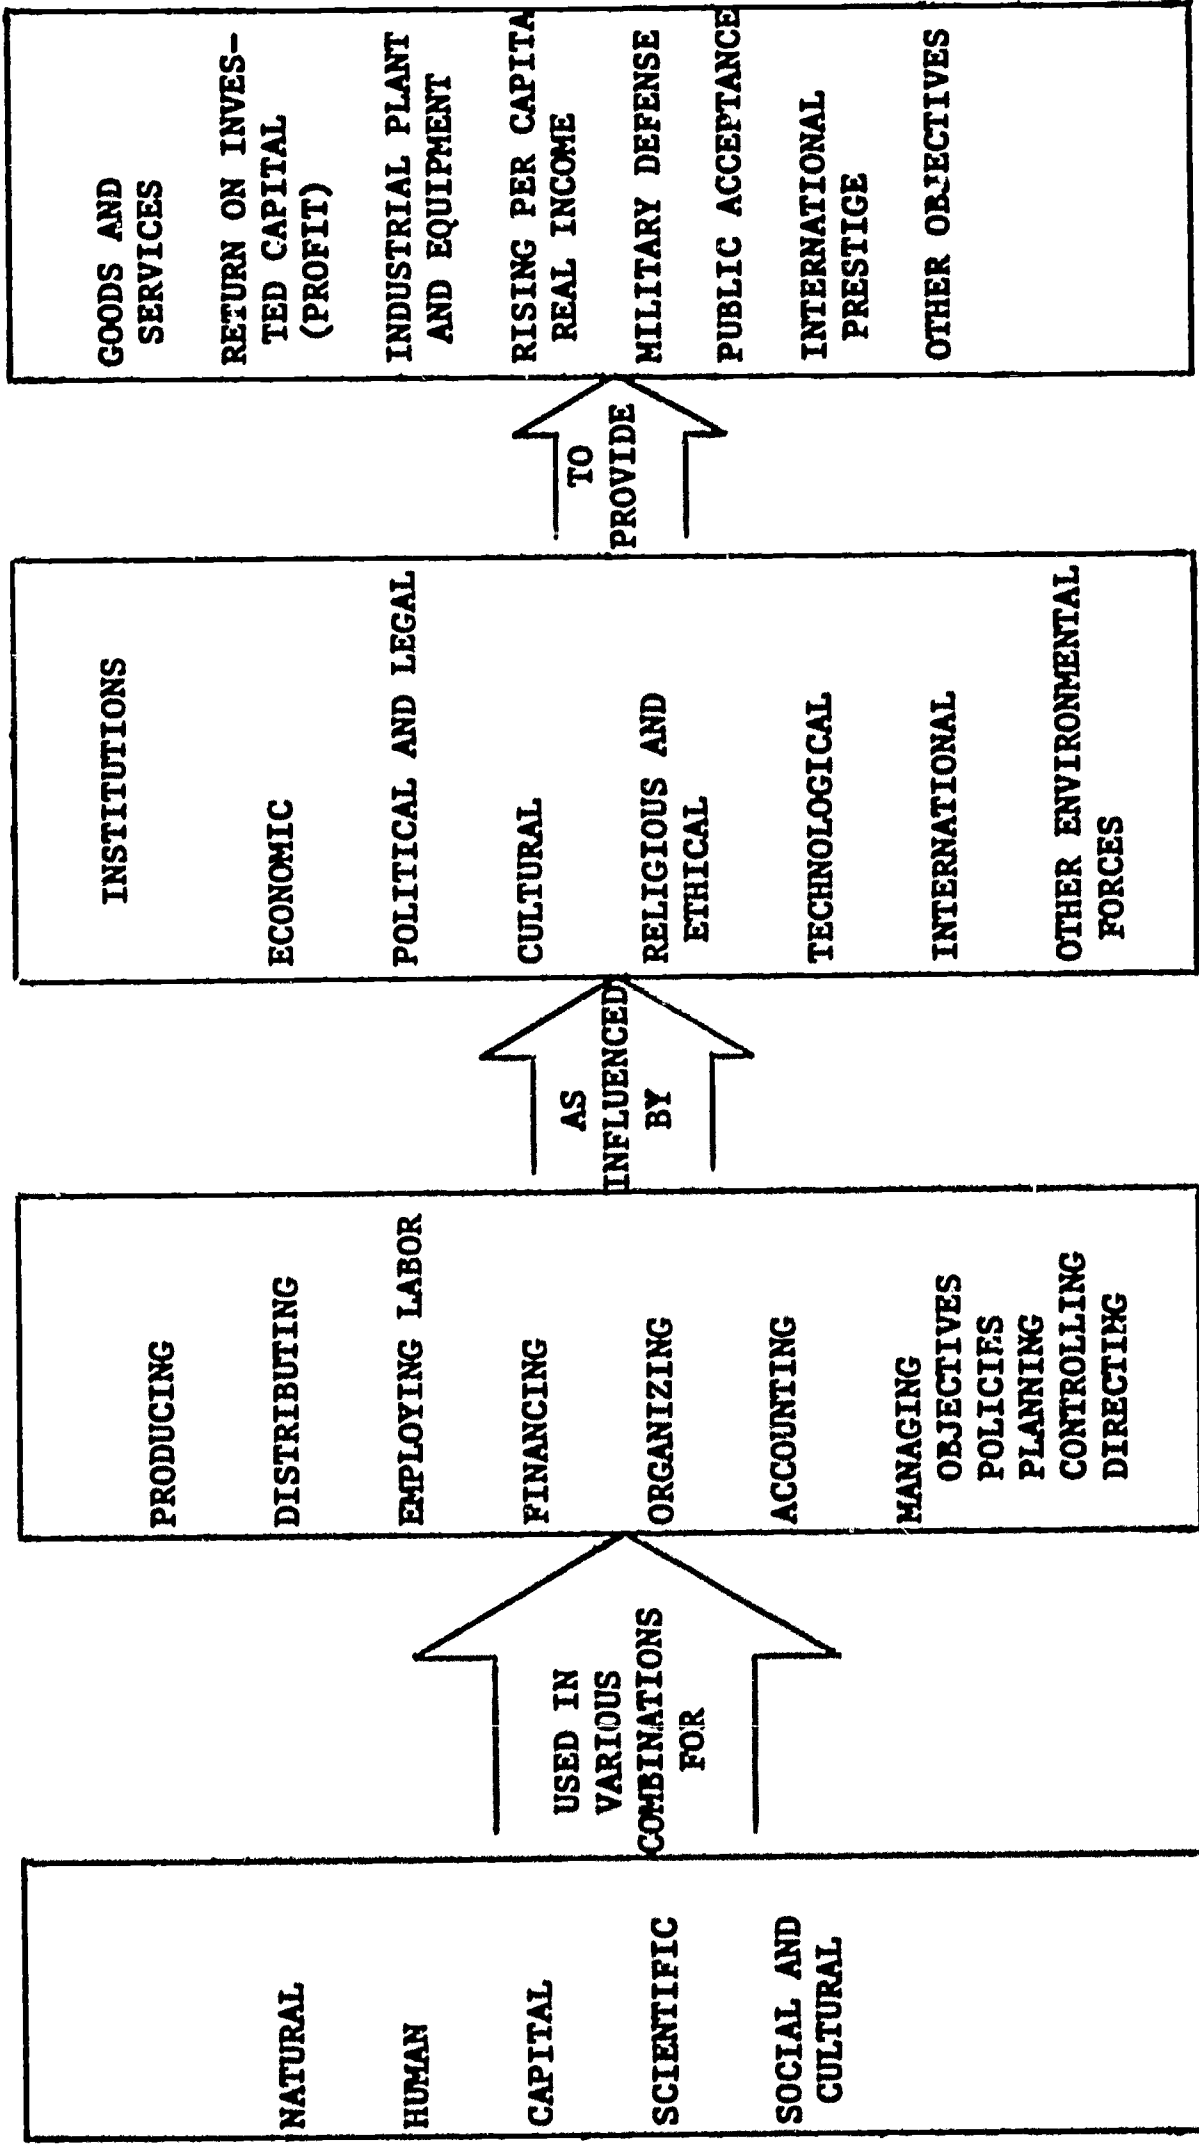 NATURAL
HUMAN
CAPITAL
SCIENTIFIC
SOCIAL AND
CULTURAL
USED IN
VARIOUS
COMBINATIONS
FOR
PRODUCING
DISTRIBUTING
EMPLOYING LABOR
FINANCING
ORGANIZING
ACCOUNTING
MANAGING
OBJECTIVES
POLICIES
PLANNING
CONTROLLING
DIRECTING
AS
INFLUENCED
BY
INSTITUTIONS
ECONOMIC
POLITICAL AND LEGAL
CULTURAL
RELIGIOUS AND
ETHICAL
TECHNOLOGICAL
INTERNATIONAL
OTHER ENVIRONMENTAL
FORCES
TO
PROVIDE
GOODS AND
SERVICES
RETURN ON INVES-
TED CAPITAL
(PROFIT)
INDUSTRIAL PLANT
AND EQUIPMENT
RISING PER CAPITA
REAL INCOME
MILITARY DEFENSE
PUBLIC ACCEPTANCE
INTERNATIONAL
PRESTIGE
OTHER OBJECTIVES